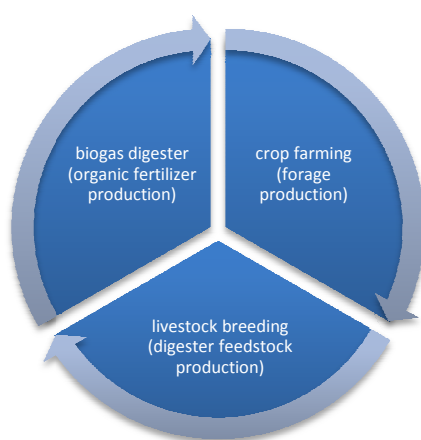 biogas digester
(organic fertilizer
production)
crop farming
(forage
production)
livestock breeding
(digester feedstock
production)